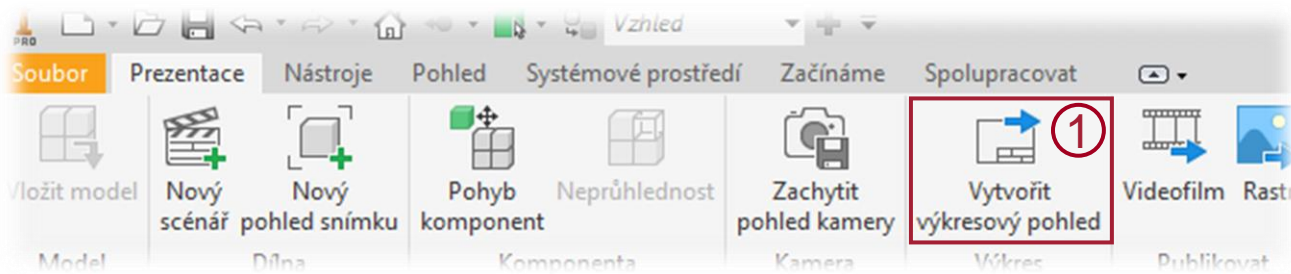 PRO
Vzhled
Soubor Prezentace Nástroje Pohled Systémové prostředí Začínáme Spolupracovat
1
Vložit model
Nový scénář
Nový pohled snímku
Pohyb komponent
Neprůhlednost
Zachytit pohled kamery
Vytvořit výkresový pohled
Videofilm
Rastr
Model Dílna Komponenta Kamera Výkres Publikovat